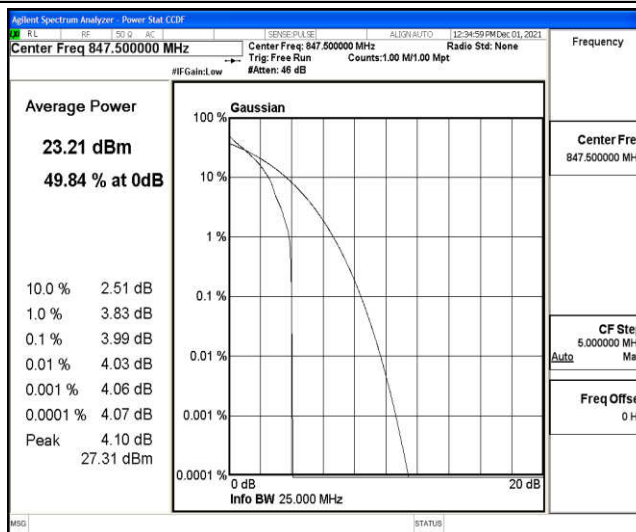 Agilent Spectrum Analyzer - Power Stat CCDF
RL RF 50 Ω AC SENSE:PULSE ALIGN AUTO 12:34:59 PM Dec 01, 2021
Center Freq 847.500000 MHz Center Freq: 847.500000 MHz Radio Std: None
Trig: Free Run Counts:1.00 M/1.00 Mpt
#IFGain:Low #Atten: 46 dB
Frequency
Average Power
23.21 dBm
49.84 % at 0dB
10.0 % 2.51 dB
1.0 % 3.83 dB
0.1 % 3.99 dB
0.01 % 4.03 dB
0.001 % 4.06 dB
0.0001 % 4.07 dB
Peak 4.10 dB
27.31 dBm
Gaussian
100 %
10 %
1 %
0.1 %
0.01 %
0.001 %
0.0001 %
0 dB 20 dB
Info BW 25.000 MHz
Center Fre
847.500000 MH
CF Ste
5.000000 MH
Auto Ma
Freq Offse
0 H
MSG STATUS